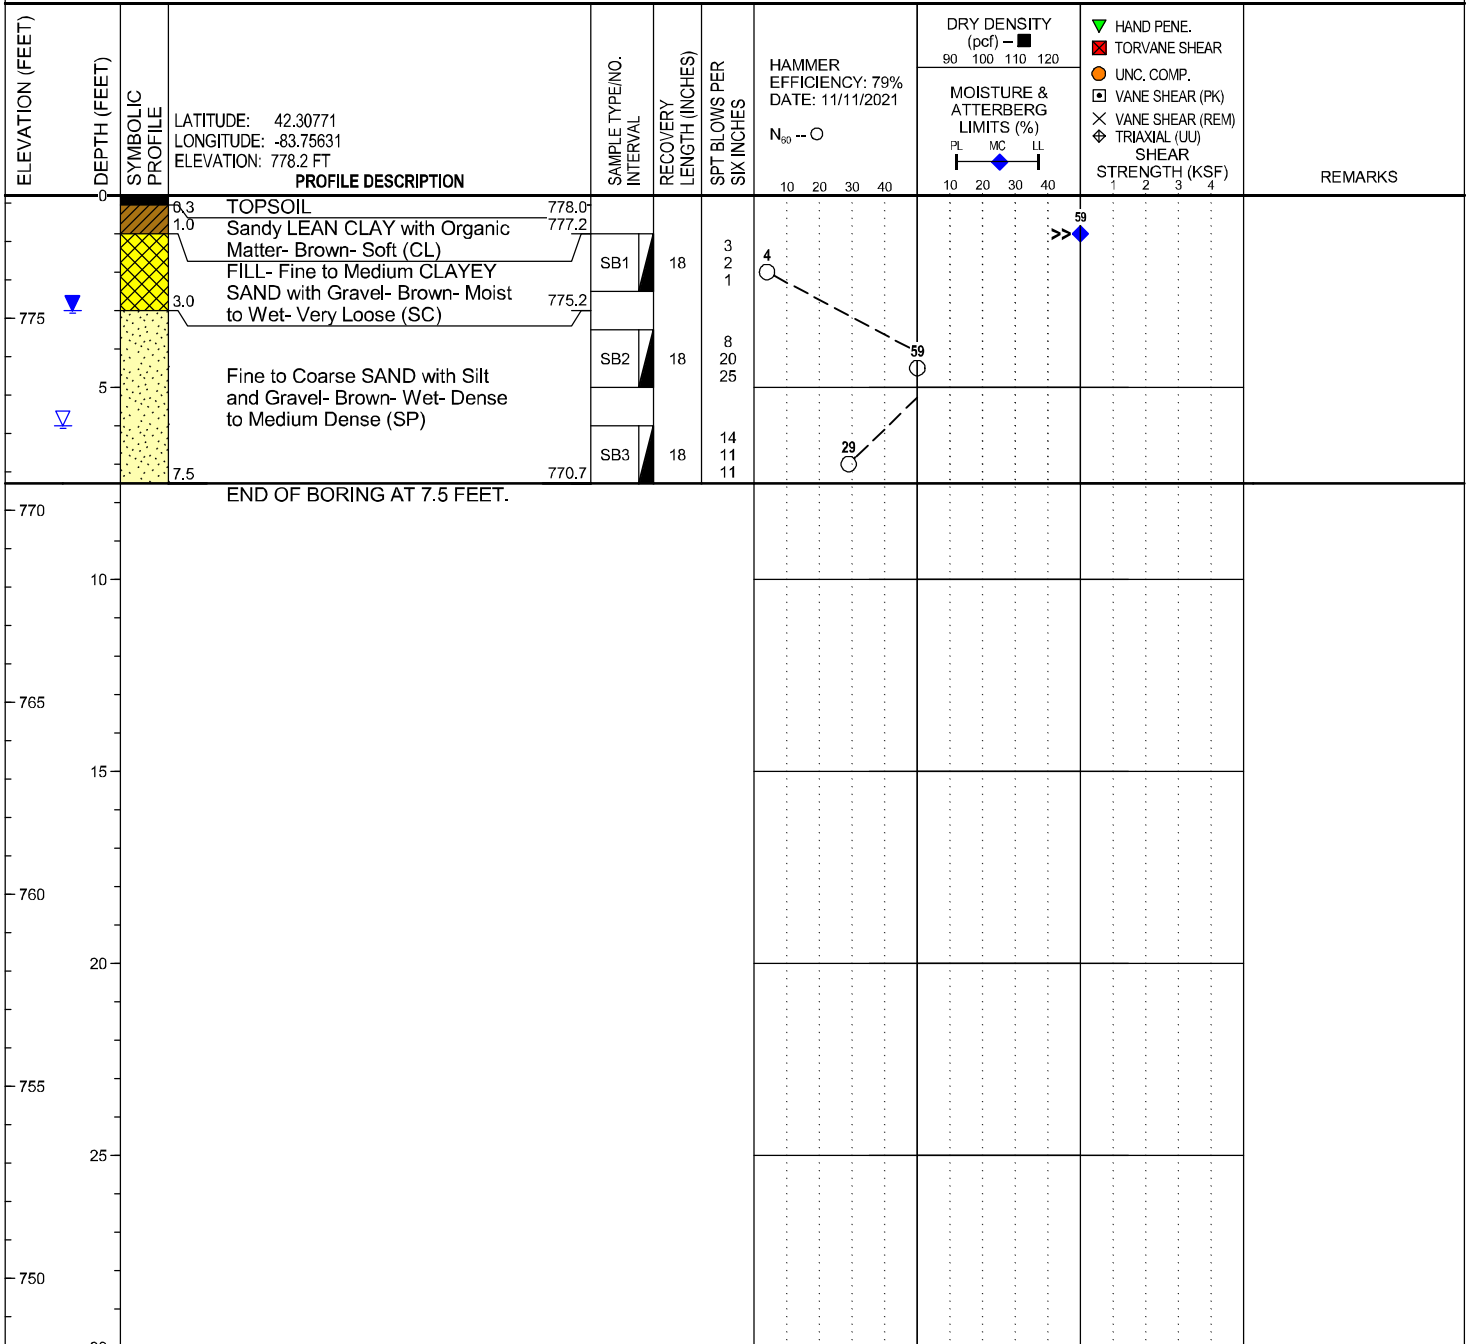 ELEVATION (FEET)
DEPTH (FEET)
SYMBOLIC
PROFILE
LATITUDE: 42.30771
LONGITUDE: -83.75631
ELEVATION: 778.2 FT
PROFILE DESCRIPTION
SAMPLE TYPE/NO.
INTERVAL
RECOVERY
LENGTH (INCHES)
SPT BLOWS PER
SIX INCHES
HAMMER
EFFICIENCY: 79%
DATE: 11/11/2021
N60 --
10 20 30 40
DRY DENSITY
(pcf) –
90 100 110 120
MOISTURE &
ATTERBERG
LIMITS (%)
PL MC LL
10 20 30 40
HAND PENE.
TORVANE SHEAR
UNC. COMP.
VANE SHEAR (PK)
VANE SHEAR (REM)
TRIAXIAL (UU)
SHEAR
STRENGTH (KSF)
1 2 3 4
REMARKS
0
0.3 TOPSOIL 778.0
1.0 Sandy LEAN CLAY with Organic 777.2
Matter- Brown- Soft (CL)
FILL- Fine to Medium CLAYEY
SAND with Gravel- Brown- Moist
3.0 775.2
to Wet- Very Loose (SC)
Fine to Coarse SAND with Silt
and Gravel- Brown- Wet- Dense
to Medium Dense (SP)
7.5 770.7
END OF BORING AT 7.5 FEET.
SB1 18
3
2
1
4
>>
59
SB2 18
8
20
25
59
SB3 18
14
11
11
29
775
5
770
10
765
15
760
20
755
25
750